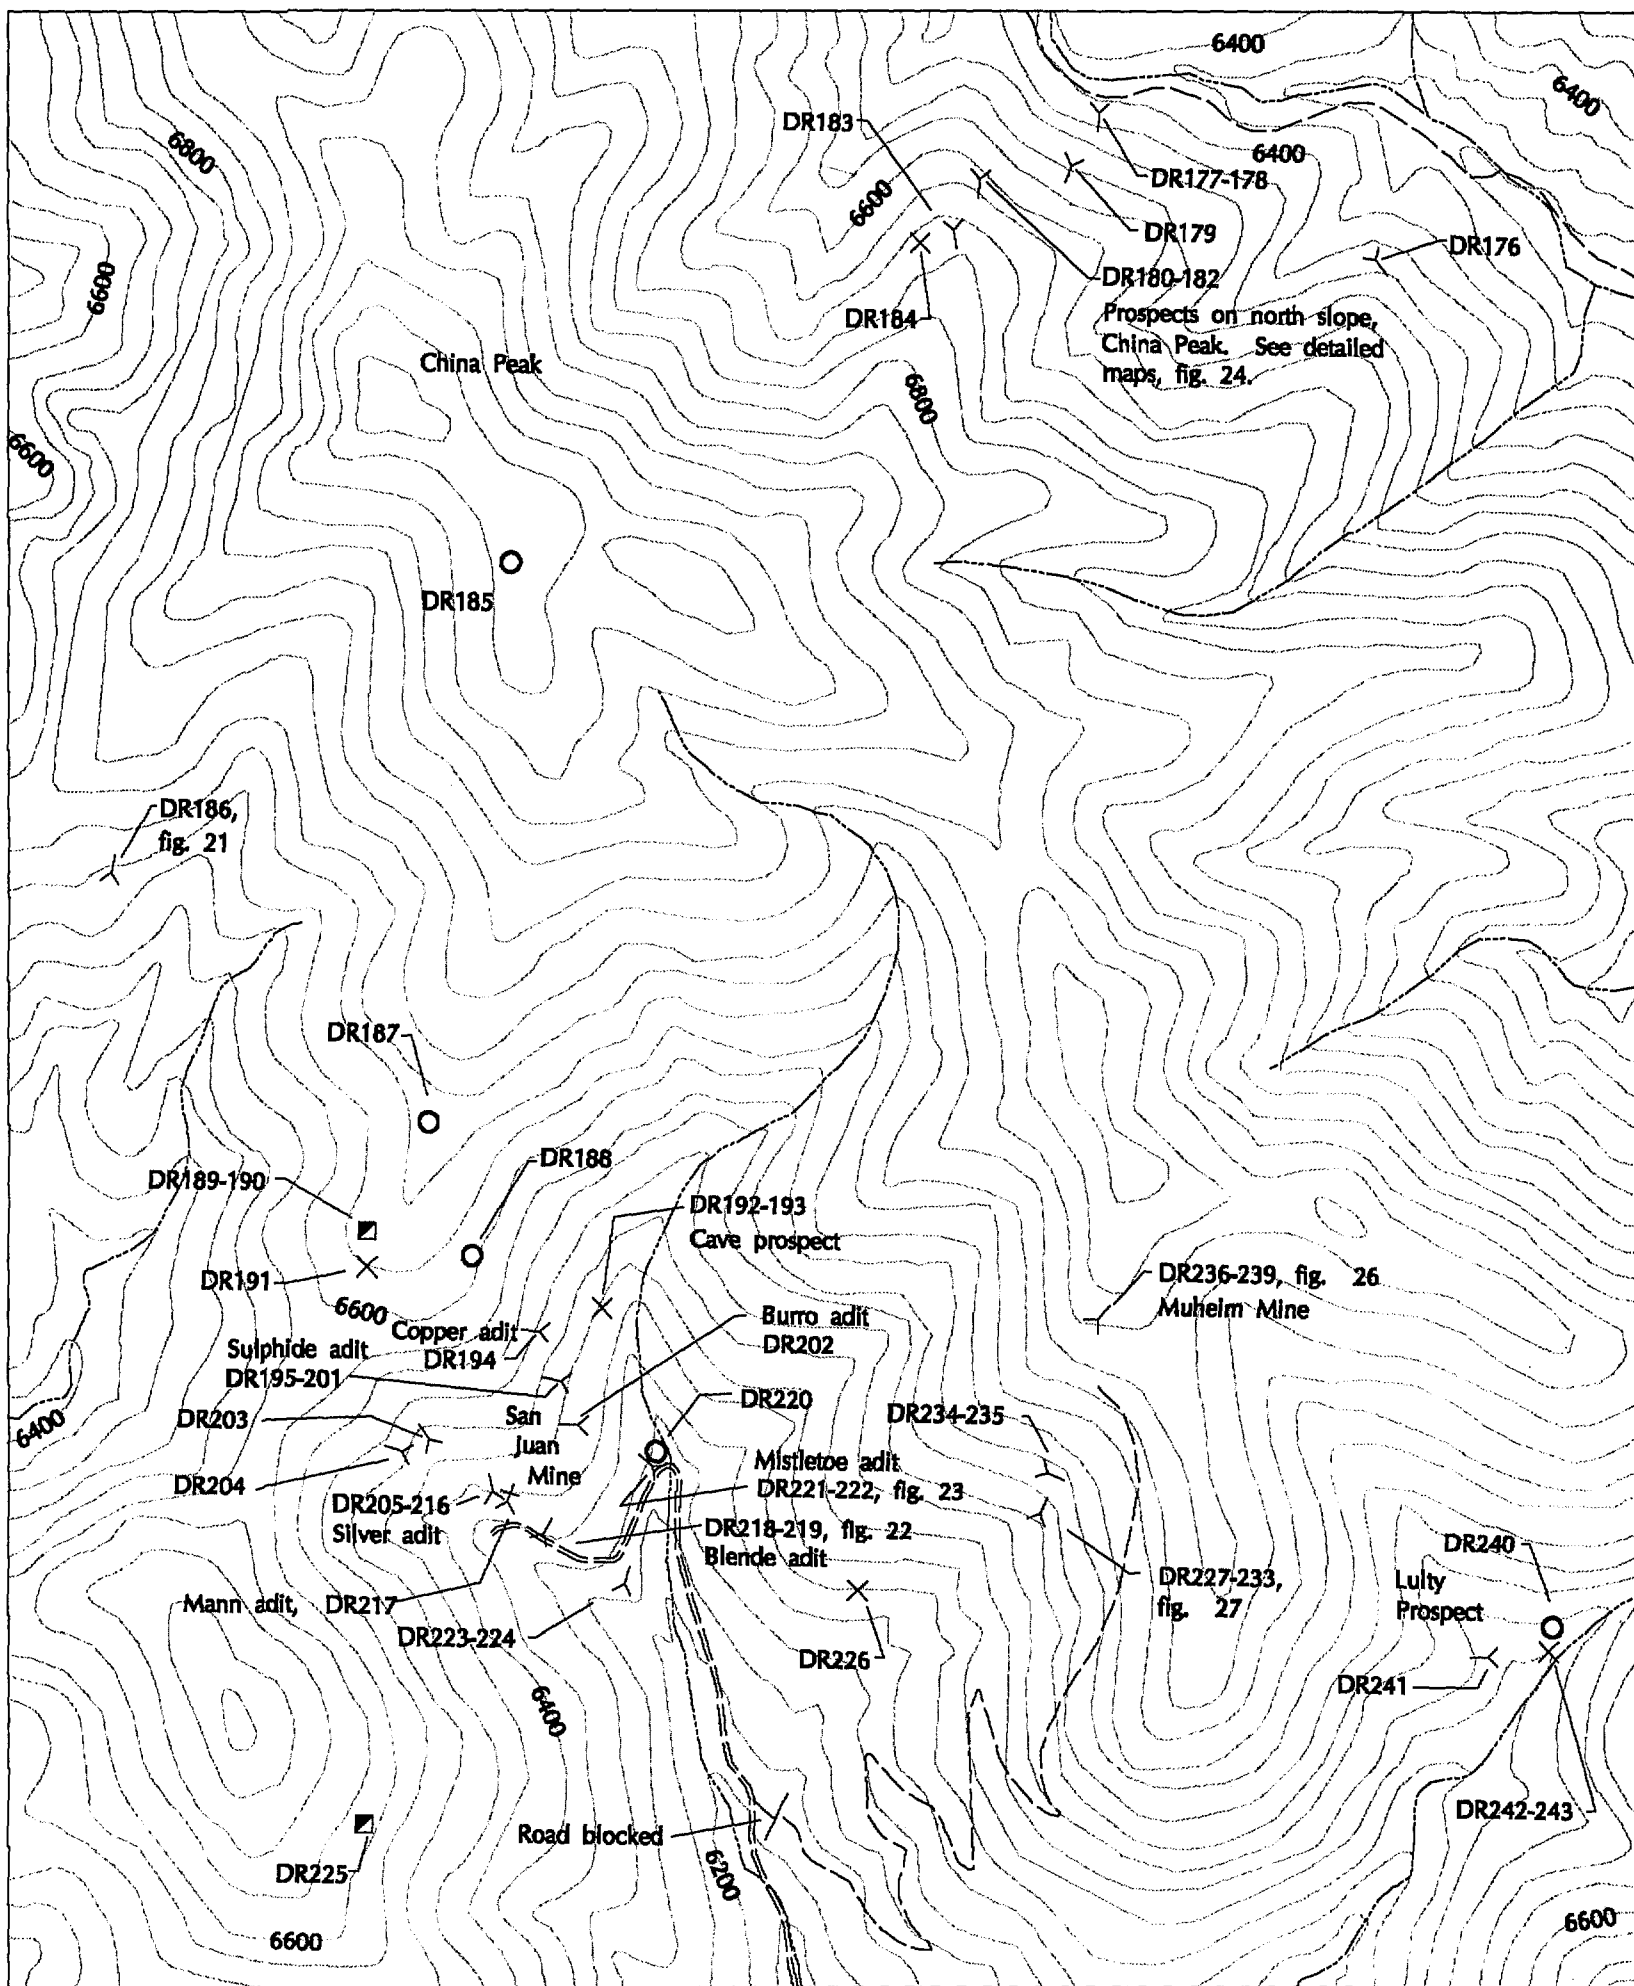 6400
6400
DR183
6800
6400
DR177-178
6600
DR179
DR176
6600
DR180-182
DR184
Prospects on north slope,
China Peak. See detailed
maps, fig. 24.
China Peak
6800
6600
DR185
DR186,
fig. 21
DR187
DR188
DR189-190
DR192-193
Cave prospect
DR191
DR236-239, fig. 26
Muheim Mine
6600
Copper adit
DR194
Burro adit
DR202
Sulphide adit
DR195-201
DR220
DR203
San
Juan
Mine
DR234-235
6400
Mistletoe adit
DR221-222, fig. 23
DR204
DR205-216
Silver adit
DR218-219, fig. 22
Blende adit
DR240
Mann adit, DR217
DR227-233,
fig. 27
Lulty
Prospect
DR223-224
DR226
DR241
6400
DR242-243
Road blocked
DR225
6200
6600
6600